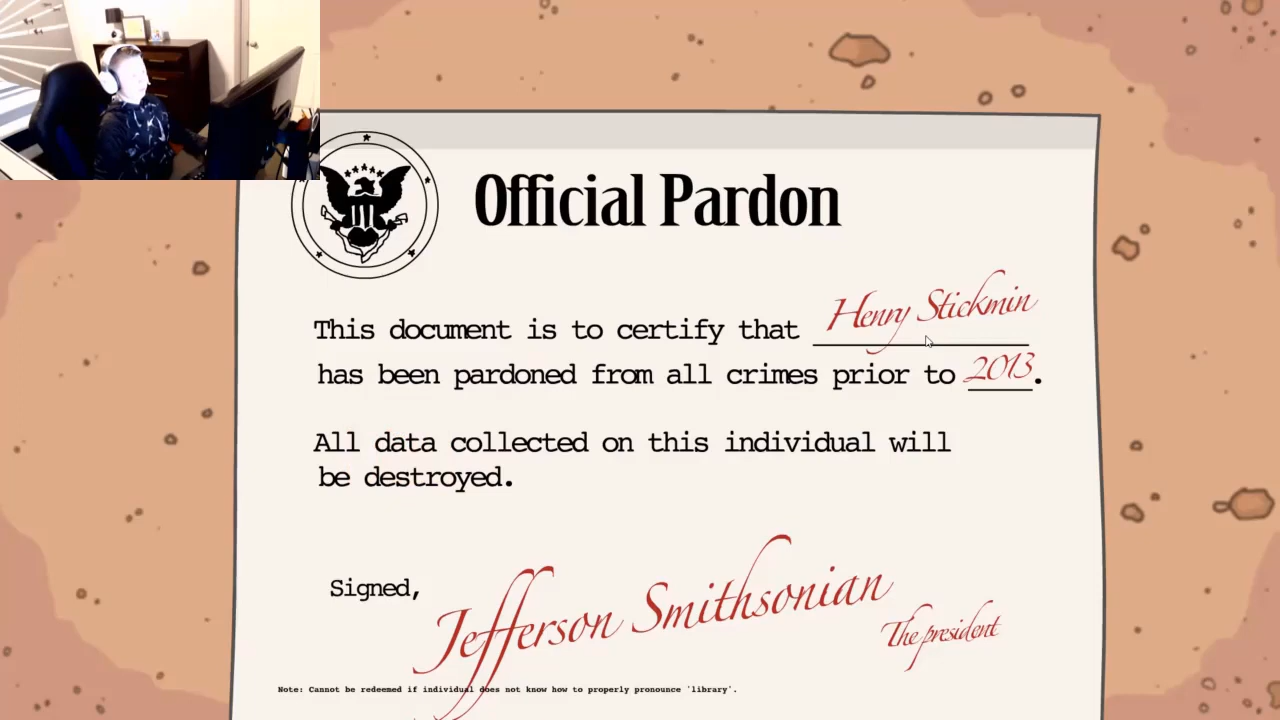 Official Pardon
This document is to certify that Henry Stickmin
has been pardoned from all crimes prior to 2013.
All data collected on this individual will
be destroyed.
Signed, Jefferson Smithsonian
The president
Note: Cannot be redeemed if individual does not know how to properly pronounce 'library'.